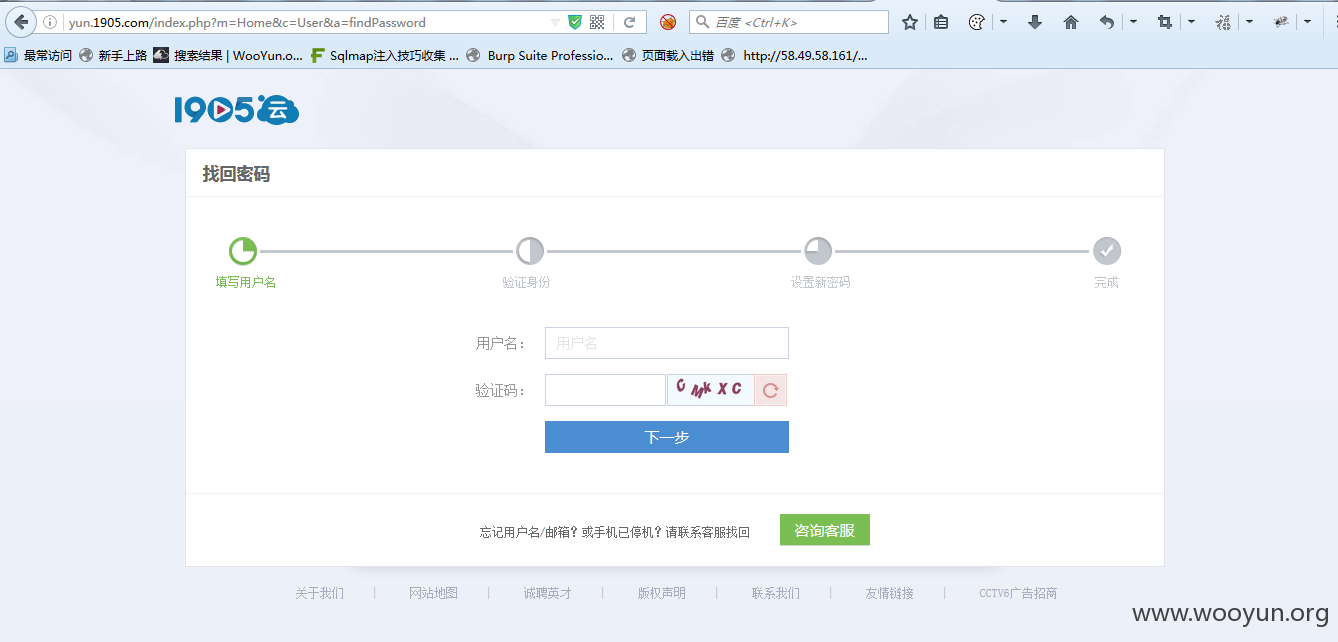 yun.1905.com/index.php?m=Home&c=User&a=findPassword
百度 <Ctrl+K>
最常访问 新手上路 搜索结果 | WooYun.o... Sqlmap注入技巧收集 ... Burp Suite Professio... 页面载入出错 http://58.49.58.161/...
1905云
找回密码
填写用户名 验证身份 设置新密码 完成
用户名： 用户名
验证码： CMKXC
下一步
忘记用户名/邮箱？或手机已停机？请联系客服找回 咨询客服
关于我们 | 网站地图 | 诚聘英才 | 版权声明 | 联系我们 | 友情链接 | CCTV6广告招商
www.wooyun.org